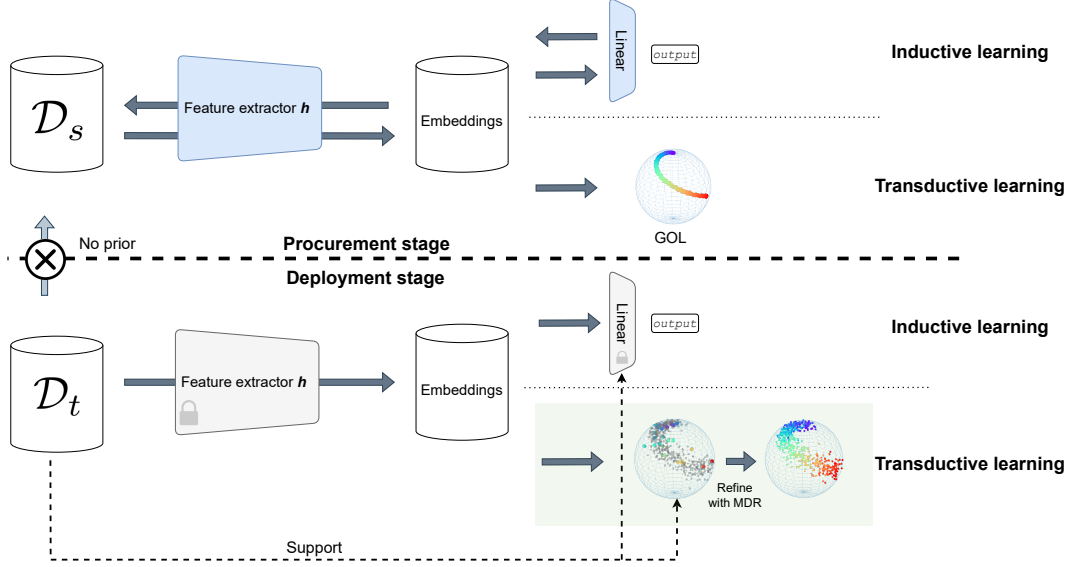 Inductive learning
Linear
output
𝒟s
Feature extractor h
Embeddings
Transductive learning
GOL
No prior
Procurement stage
Deployment stage
Linear
output
Inductive learning
𝒟t
Feature extractor h
Embeddings
Transductive learning
Refine
with MDR
Support